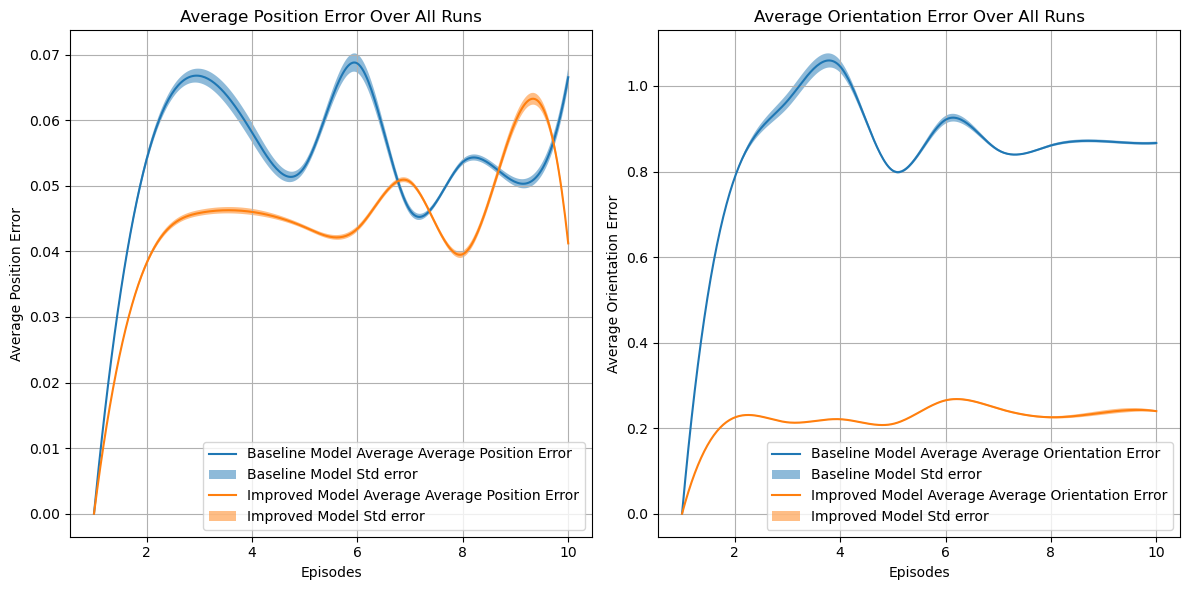 Average Position Error Over All Runs
Average Position Error
0.07
0.06
0.05
0.04
0.03
0.02
0.01
0.00
2 4 6 8 10
Episodes
Baseline Model Average Average Position Error
Baseline Model Std error
Improved Model Average Average Position Error
Improved Model Std error
Average Orientation Error Over All Runs
Average Orientation Error
1.0
0.8
0.6
0.4
0.2
0.0
2 4 6 8 10
Episodes
Baseline Model Average Average Orientation Error
Baseline Model Std error
Improved Model Average Average Orientation Error
Improved Model Std error